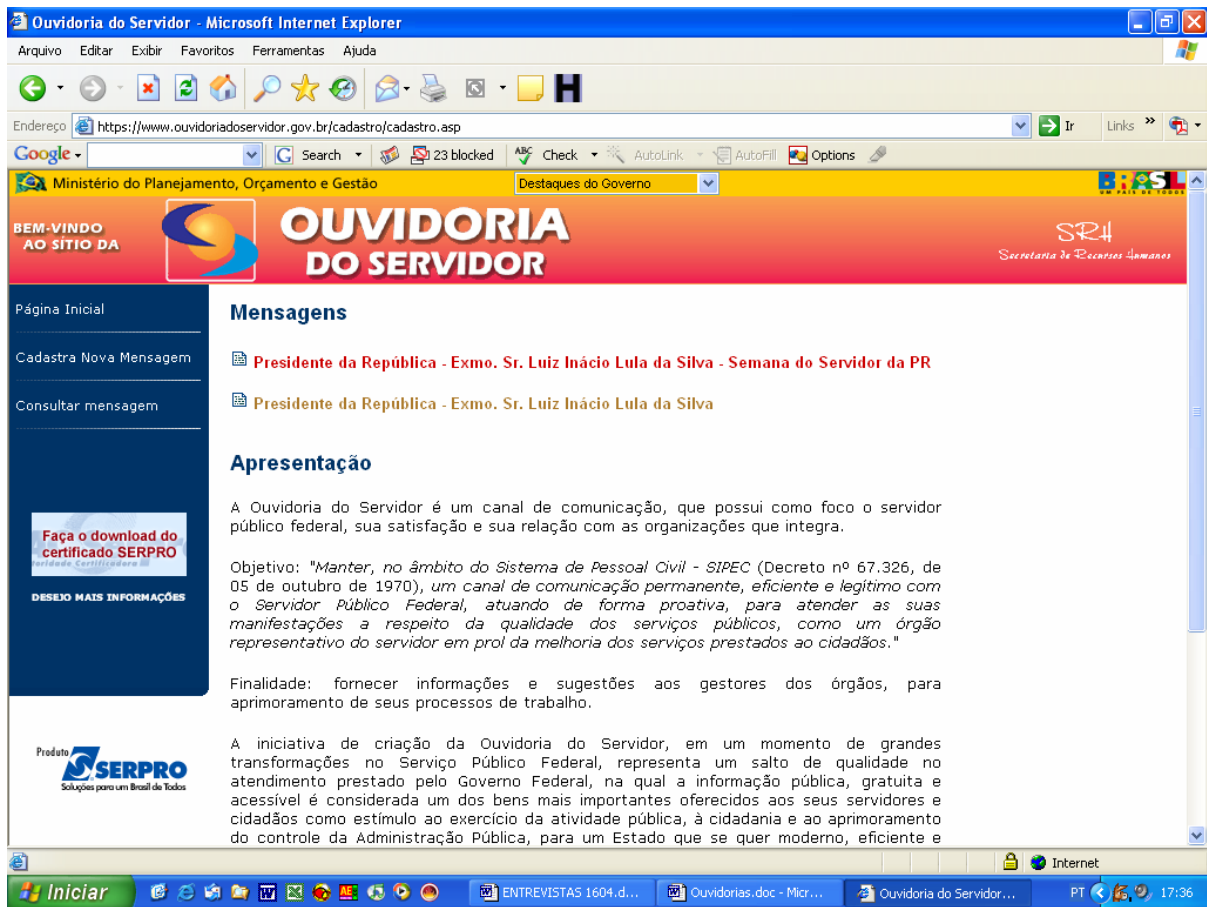 Ouvidoria do Servidor - Microsoft Internet Explorer
Arquivo Editar Exibir Favoritos Ferramentas Ajuda
Endereço https://www.ouvidoriadoservidor.gov.br/cadastro/cadastro.asp Ir Links »
Google Search 23 blocked ABC Check AutoLink AutoFill Options
Ministério do Planejamento, Orçamento e Gestão Destaques do Governo BRASIL
UM PAÍS DE TODOS
BEM-VINDO
AO SÍTIO DA
OUVIDORIA
DO SERVIDOR
SRH
Secretaria de Recursos Humanos
Página Inicial
Cadastra Nova Mensagem
Consultar mensagem
Faça o download do
certificado SERPRO
DESEJO MAIS INFORMAÇÕES
Produto
SERPRO
Soluções para um Brasil de Todos
Mensagens
Presidente da República - Exmo. Sr. Luiz Inácio Lula da Silva - Semana do Servidor da PR
Presidente da República - Exmo. Sr. Luiz Inácio Lula da Silva
Apresentação
A Ouvidoria do Servidor é um canal de comunicação, que possui como foco o servidor
público federal, sua satisfação e sua relação com as organizações que integra.
Objetivo: "Manter, no âmbito do Sistema de Pessoal Civil - SIPEC (Decreto nº 67.326, de
05 de outubro de 1970), um canal de comunicação permanente, eficiente e legítimo com
o Servidor Público Federal, atuando de forma proativa, para atender as suas
manifestações a respeito da qualidade dos serviços públicos, como um órgão
representativo do servidor em prol da melhoria dos serviços prestados ao cidadãos."
Finalidade: fornecer informações e sugestões aos gestores dos órgãos, para
aprimoramento de seus processos de trabalho.
A iniciativa de criação da Ouvidoria do Servidor, em um momento de grandes
transformações no Serviço Público Federal, representa um salto de qualidade no
atendimento prestado pelo Governo Federal, na qual a informação pública, gratuita e
acessível é considerada um dos bens mais importantes oferecidos aos seus servidores e
cidadãos como estímulo ao exercício da atividade pública, à cidadania e ao aprimoramento
do controle da Administração Pública, para um Estado que se quer moderno, eficiente e
Internet
Iniciar ENTREVISTAS 1604.d... Ouvidorias.doc - Micr... Ouvidoria do Servidor... PT 17:36